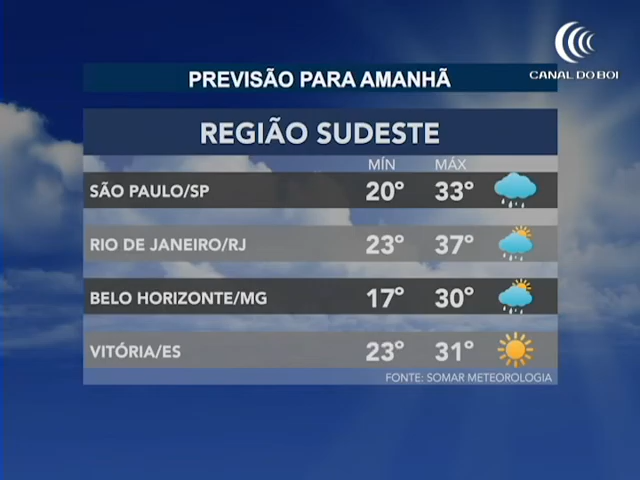 CANAL DO BOI
PREVISÃO PARA AMANHÃ
REGIÃO SUDESTE
MÍN MÁX
SÃO PAULO/SP 20° 33°
RIO DE JANEIRO/RJ 23° 37°
BELO HORIZONTE/MG 17° 30°
VITÓRIA/ES 23° 31°
FONTE: SOMAR METEOROLOGIA